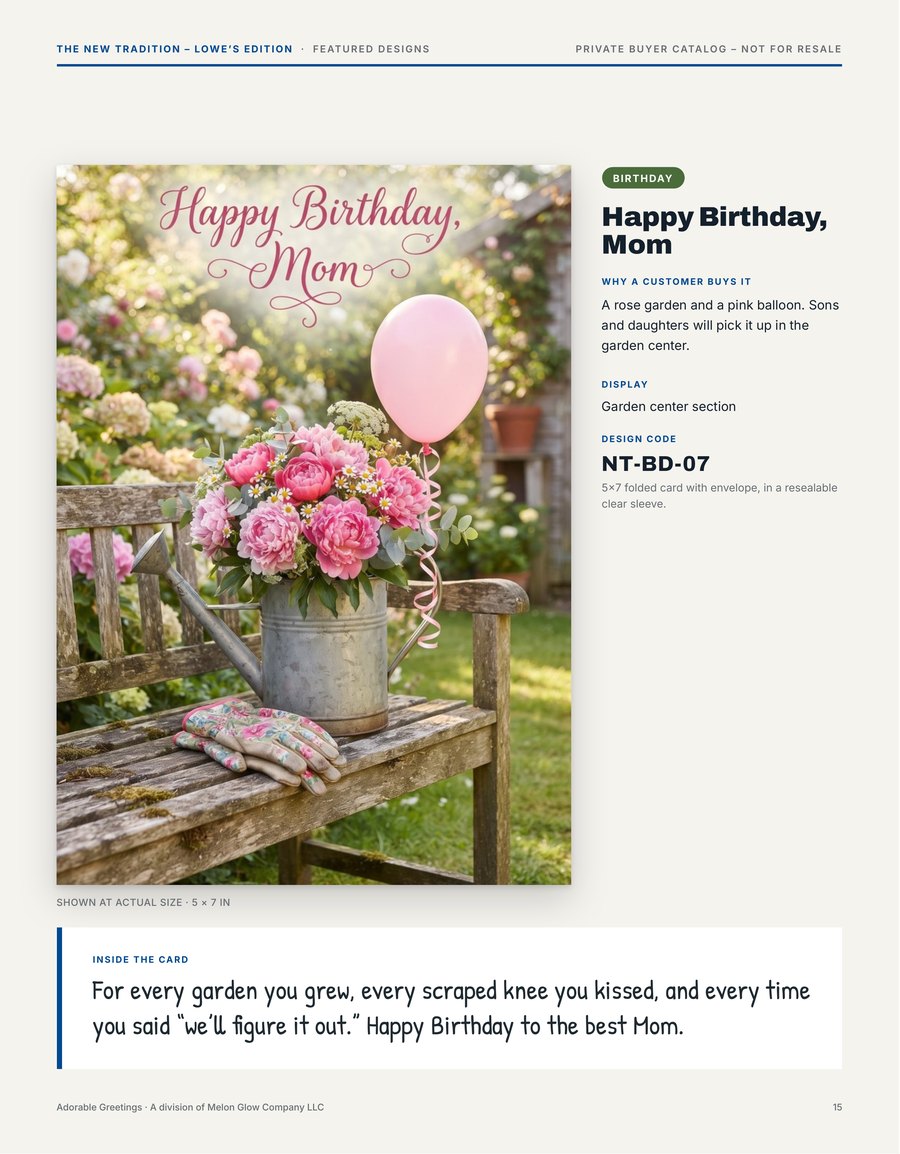 THE NEW TRADITION – LOWE’S EDITION · FEATURED DESIGNS
PRIVATE BUYER CATALOG – NOT FOR RESALE
Happy Birthday,
Mom
BIRTHDAY
Happy Birthday,
Mom
WHY A CUSTOMER BUYS IT
A rose garden and a pink balloon. Sons
and daughters will pick it up in the
garden center.
DISPLAY
Garden center section
DESIGN CODE
NT-BD-07
5×7 folded card with envelope, in a resealable
clear sleeve.
SHOWN AT ACTUAL SIZE · 5 × 7 IN
INSIDE THE CARD
For every garden you grew, every scraped knee you kissed, and every time
you said “we’ll figure it out.” Happy Birthday to the best Mom.
Adorable Greetings · A division of Melon Glow Company LLC
15